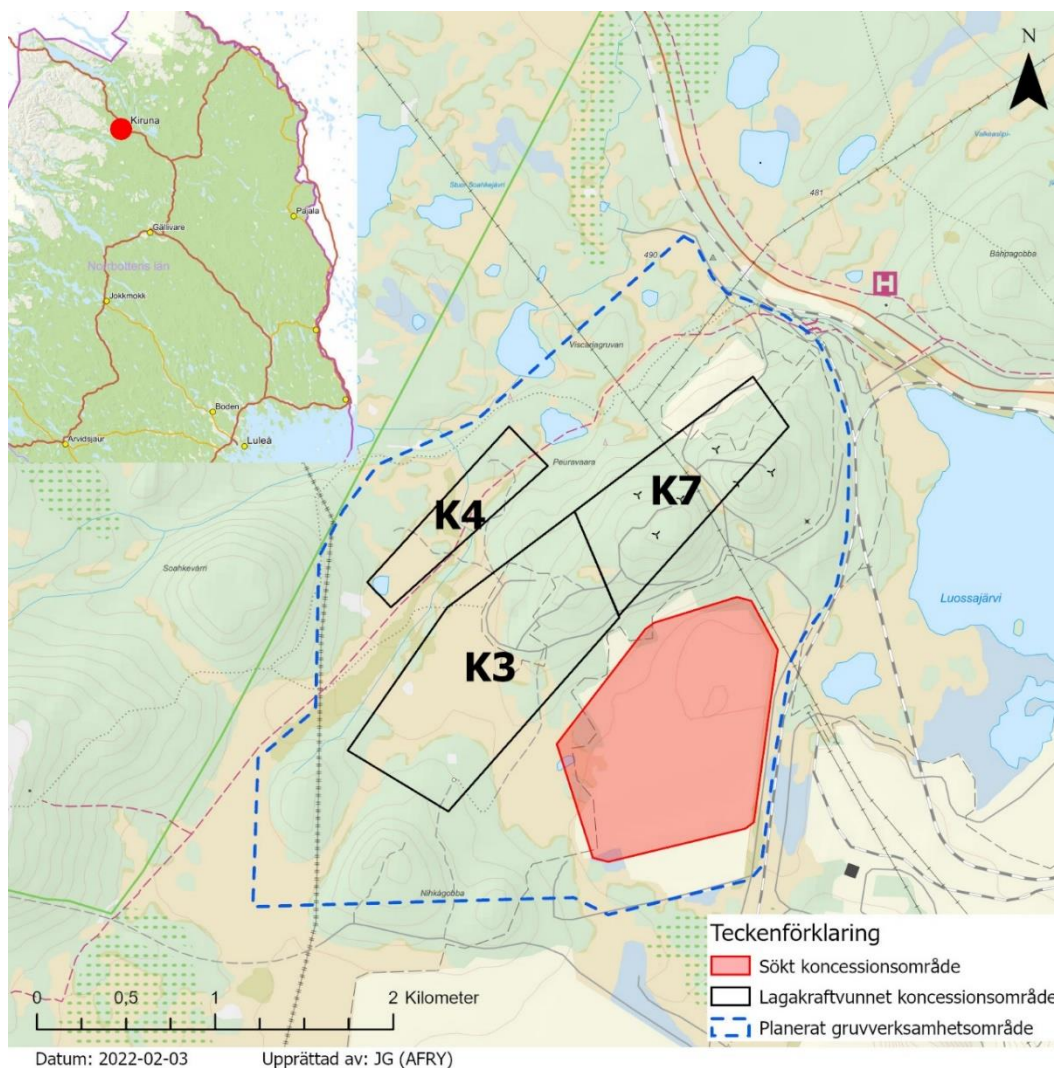 Kiruna
Pajala
Gällivare
Norrbottens län
Jokkmokk
Boden
Luleå
Arvidsjaur
N
481
Stuor Soahkejávri
490
Báhpagobba
H
Viscariagruvan
Peuravaara
K7
K4
Soahkevárri
Luossajärvi
K3
Nihkágobba
Teckenförklaring
Sökt koncessionsområde
Lagakraftvunnet koncessionsområde
Planerat gruvverksamhetsområde
0 0,5 1 2 Kilometer
Datum: 2022-02-03 Upprättad av: JG (AFRY)